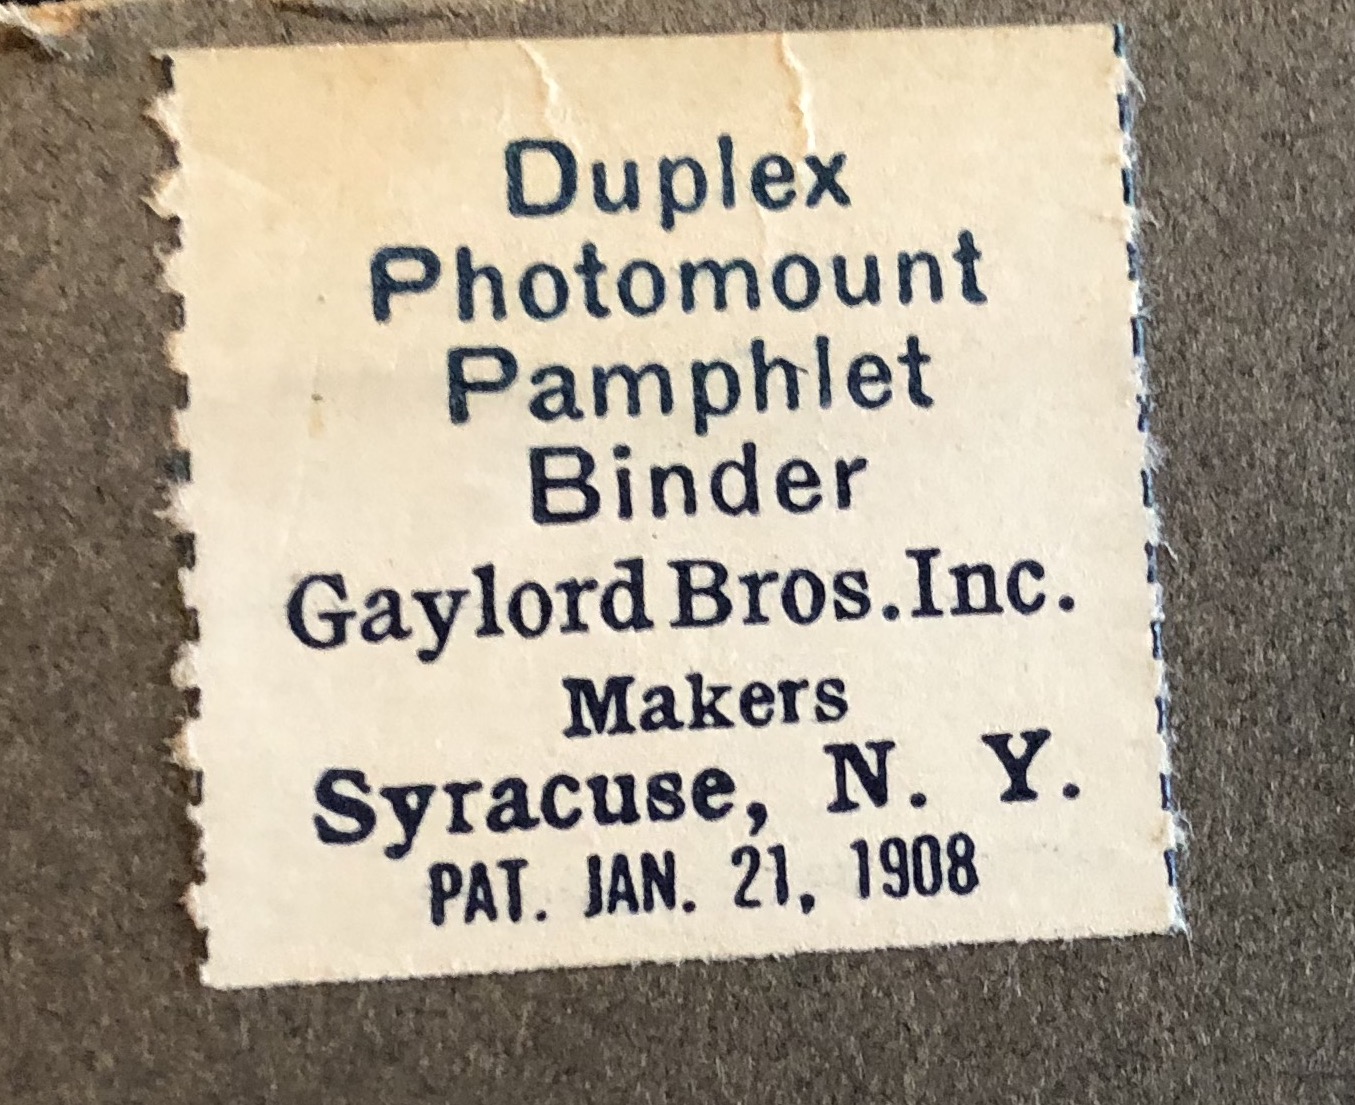 Duplex
Photomount
Pamphlet
Binder
Gaylord Bros. Inc.
Makers
Syracuse, N. Y.
PAT. JAN. 21, 1908